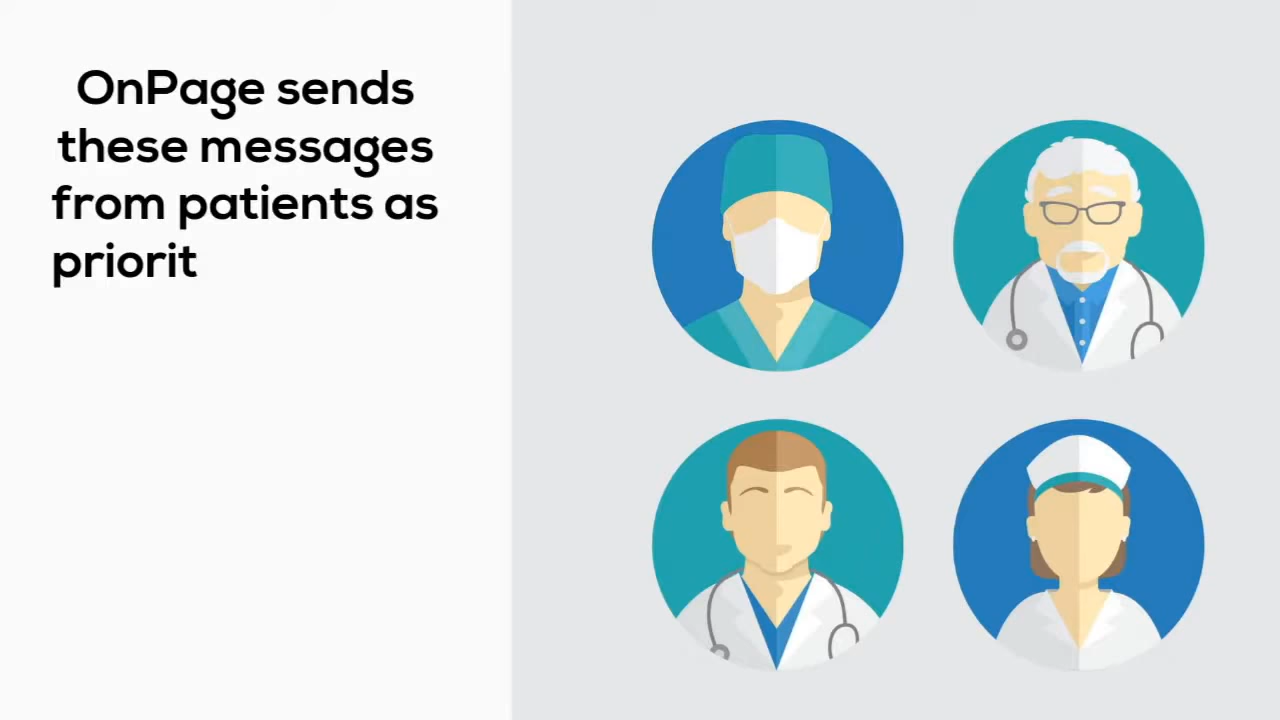 OnPage sends
these messages
from patients as
priorit